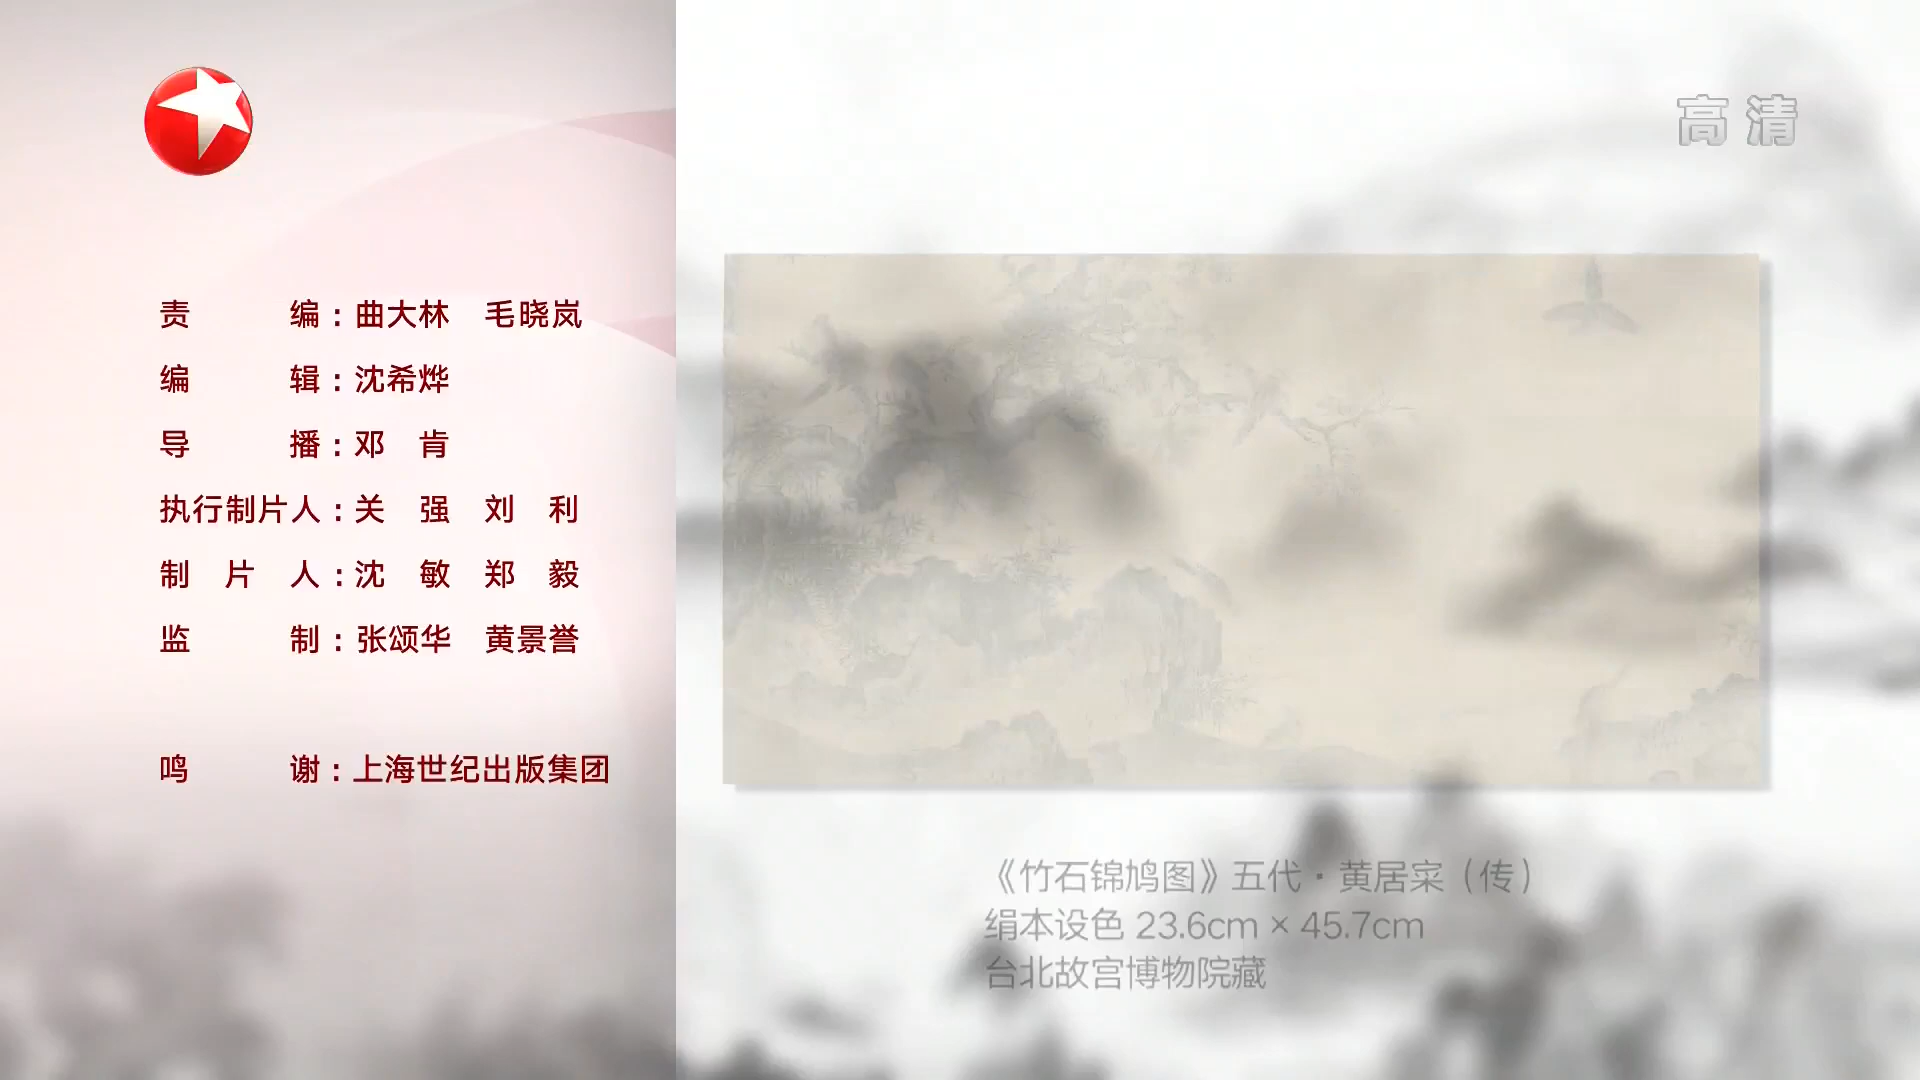 高清
责编：曲大林 毛晓岚
编辑：沈希烨
导播：邓肯
执行制片人：关强 刘利
制片人：沈敏 郑毅
监制：张颂华 黄景誉
鸣谢：上海世纪出版集团
《竹石锦鸠图》五代·黄居寀（传）
绢本设色 23.6cm × 45.7cm
台北故宫博物院藏